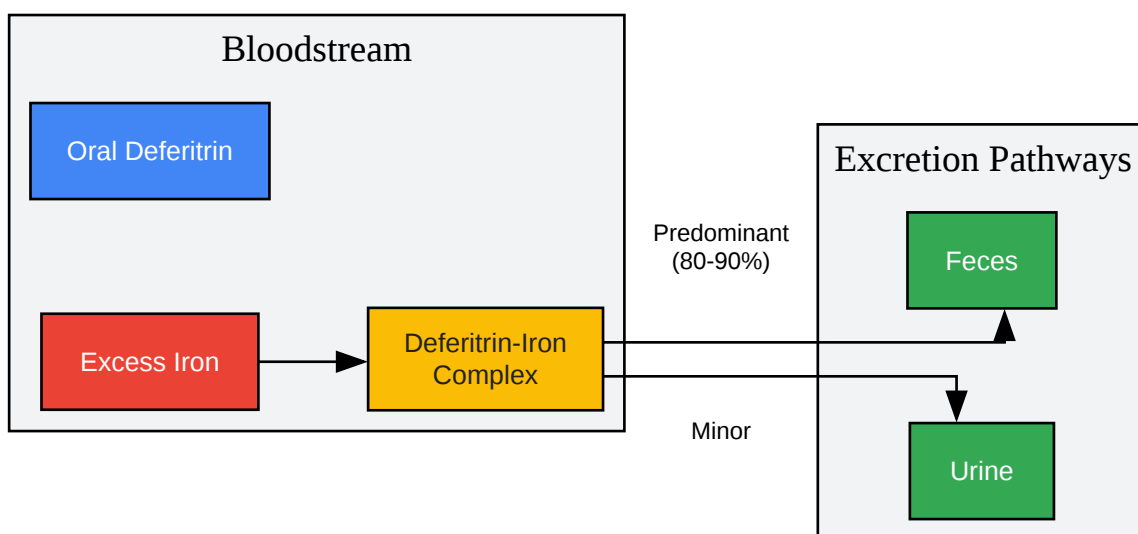 Bloodstream
Oral Deferitrin
Excretion Pathways
Predominant
(80-90%)
Feces
Excess Iron
Deferitrin-Iron
Complex
Minor
Urine